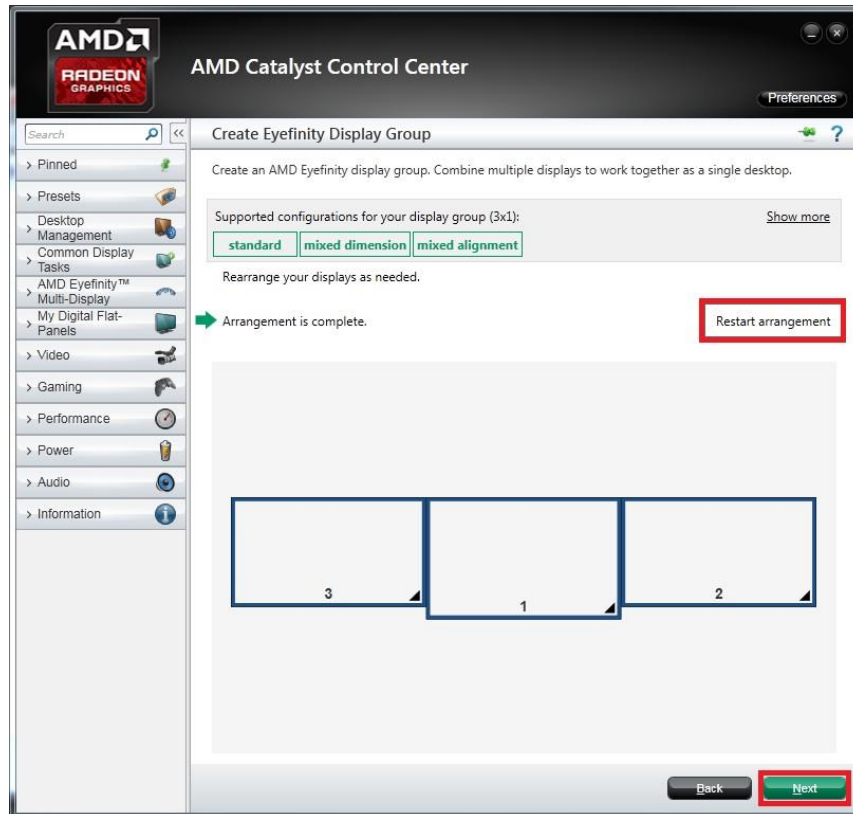 AMD
RADEON
GRAPHICS
AMD Catalyst Control Center
Preferences
Search
<<
Create Eyefinity Display Group
?
> Pinned
> Presets
> Desktop
Management
> Common Display
Tasks
> AMD Eyefinity™
Multi-Display
> My Digital Flat-
Panels
> Video
> Gaming
> Performance
> Power
> Audio
> Information
Create an AMD Eyefinity display group. Combine multiple displays to work together as a single desktop.
Supported configurations for your display group (3x1):
Show more
standard
mixed dimension
mixed alignment
Rearrange your displays as needed.
Arrangement is complete.
Restart arrangement
3
1
2
Back
Next